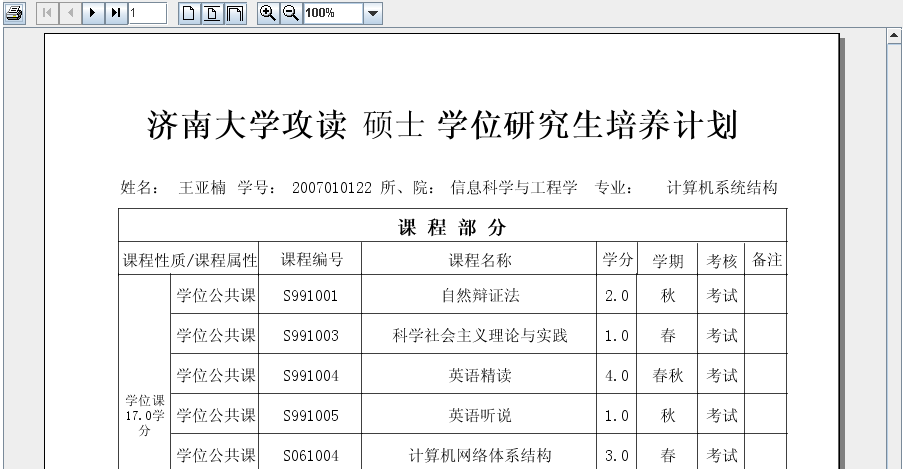 1
100%
济南大学攻读 硕士 学位研究生培养计划
姓名： 王亚楠 学号： 2007010122 所、院： 信息科学与工程学 专业： 计算机系统结构
课 程 部 分
课程性质/课程属性 课程编号 课程名称 学分 学期 考核 备注
学位公共课 S991001 自然辩证法 2.0 秋 考试
学位公共课 S991003 科学社会主义理论与实践 1.0 春 考试
学位公共课 S991004 英语精读 4.0 春秋 考试
学位课
17.0学
分
学位公共课 S991005 英语听说 1.0 秋 考试
学位公共课 S061004 计算机网络体系结构 3.0 春 考试